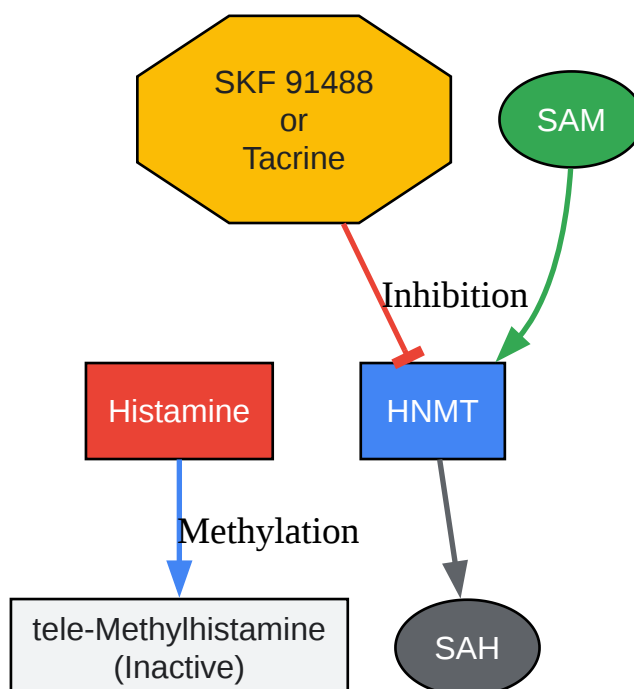 SKF 91488
or
Tacrine
SAM
Inhibition
Histamine
HNMT
Methylation
tele-Methylhistamine
(Inactive)
SAH